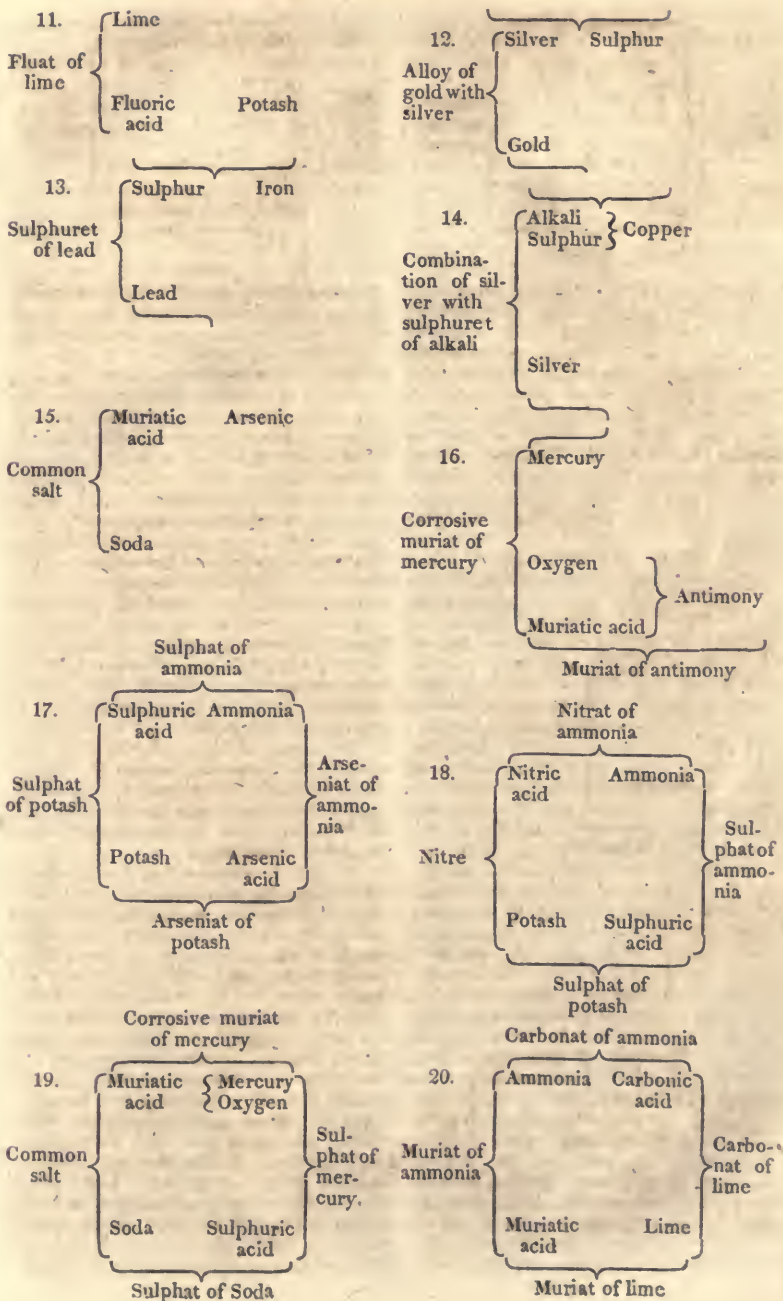 11.
Lime
Fluat of
lime
Fluoric Potash
acid
12.
Silver Sulphur
Alloy of
gold with
silver
Gold
13.
Sulphur Iron
Sulphuret
of lead
Lead
14.
Alkali
Sulphur
Copper
Combina-
tion of sil-
ver with
sulphuret
of alkali
Silver
15.
Muriatic Arsenic
acid
Common
salt
Soda
16.
Mercury
Corrosive
muriat of
mercury
Oxygen
Antimony
Muriatic acid
Muriat of antimony
Sulphat of
ammonia
17.
Sulphuric Ammonia
acid
Sulphat
of potash
Arse-
niat of
ammo-
nia
Potash Arsenic
acid
Arseniat of
potash
Nitrat of
ammonia
18.
Nitric Ammonia
acid
Nitre
Sul-
phat of
ammo-
nia
Potash Sulphuric
acid
Sulphat of
potash
Corrosive muriat
of mercury
19.
Muriatic Mercury
acid Oxygen
Common
salt
Sul-
phat of
mer-
cury.
Soda Sulphuric
acid
Sulphat of Soda
Carbonat of ammonia
20.
Ammonia Carbonic
acid
Muriat of
ammonia
Carbo-
nat of
lime
Muriatic Lime
acid
Muriat of lime